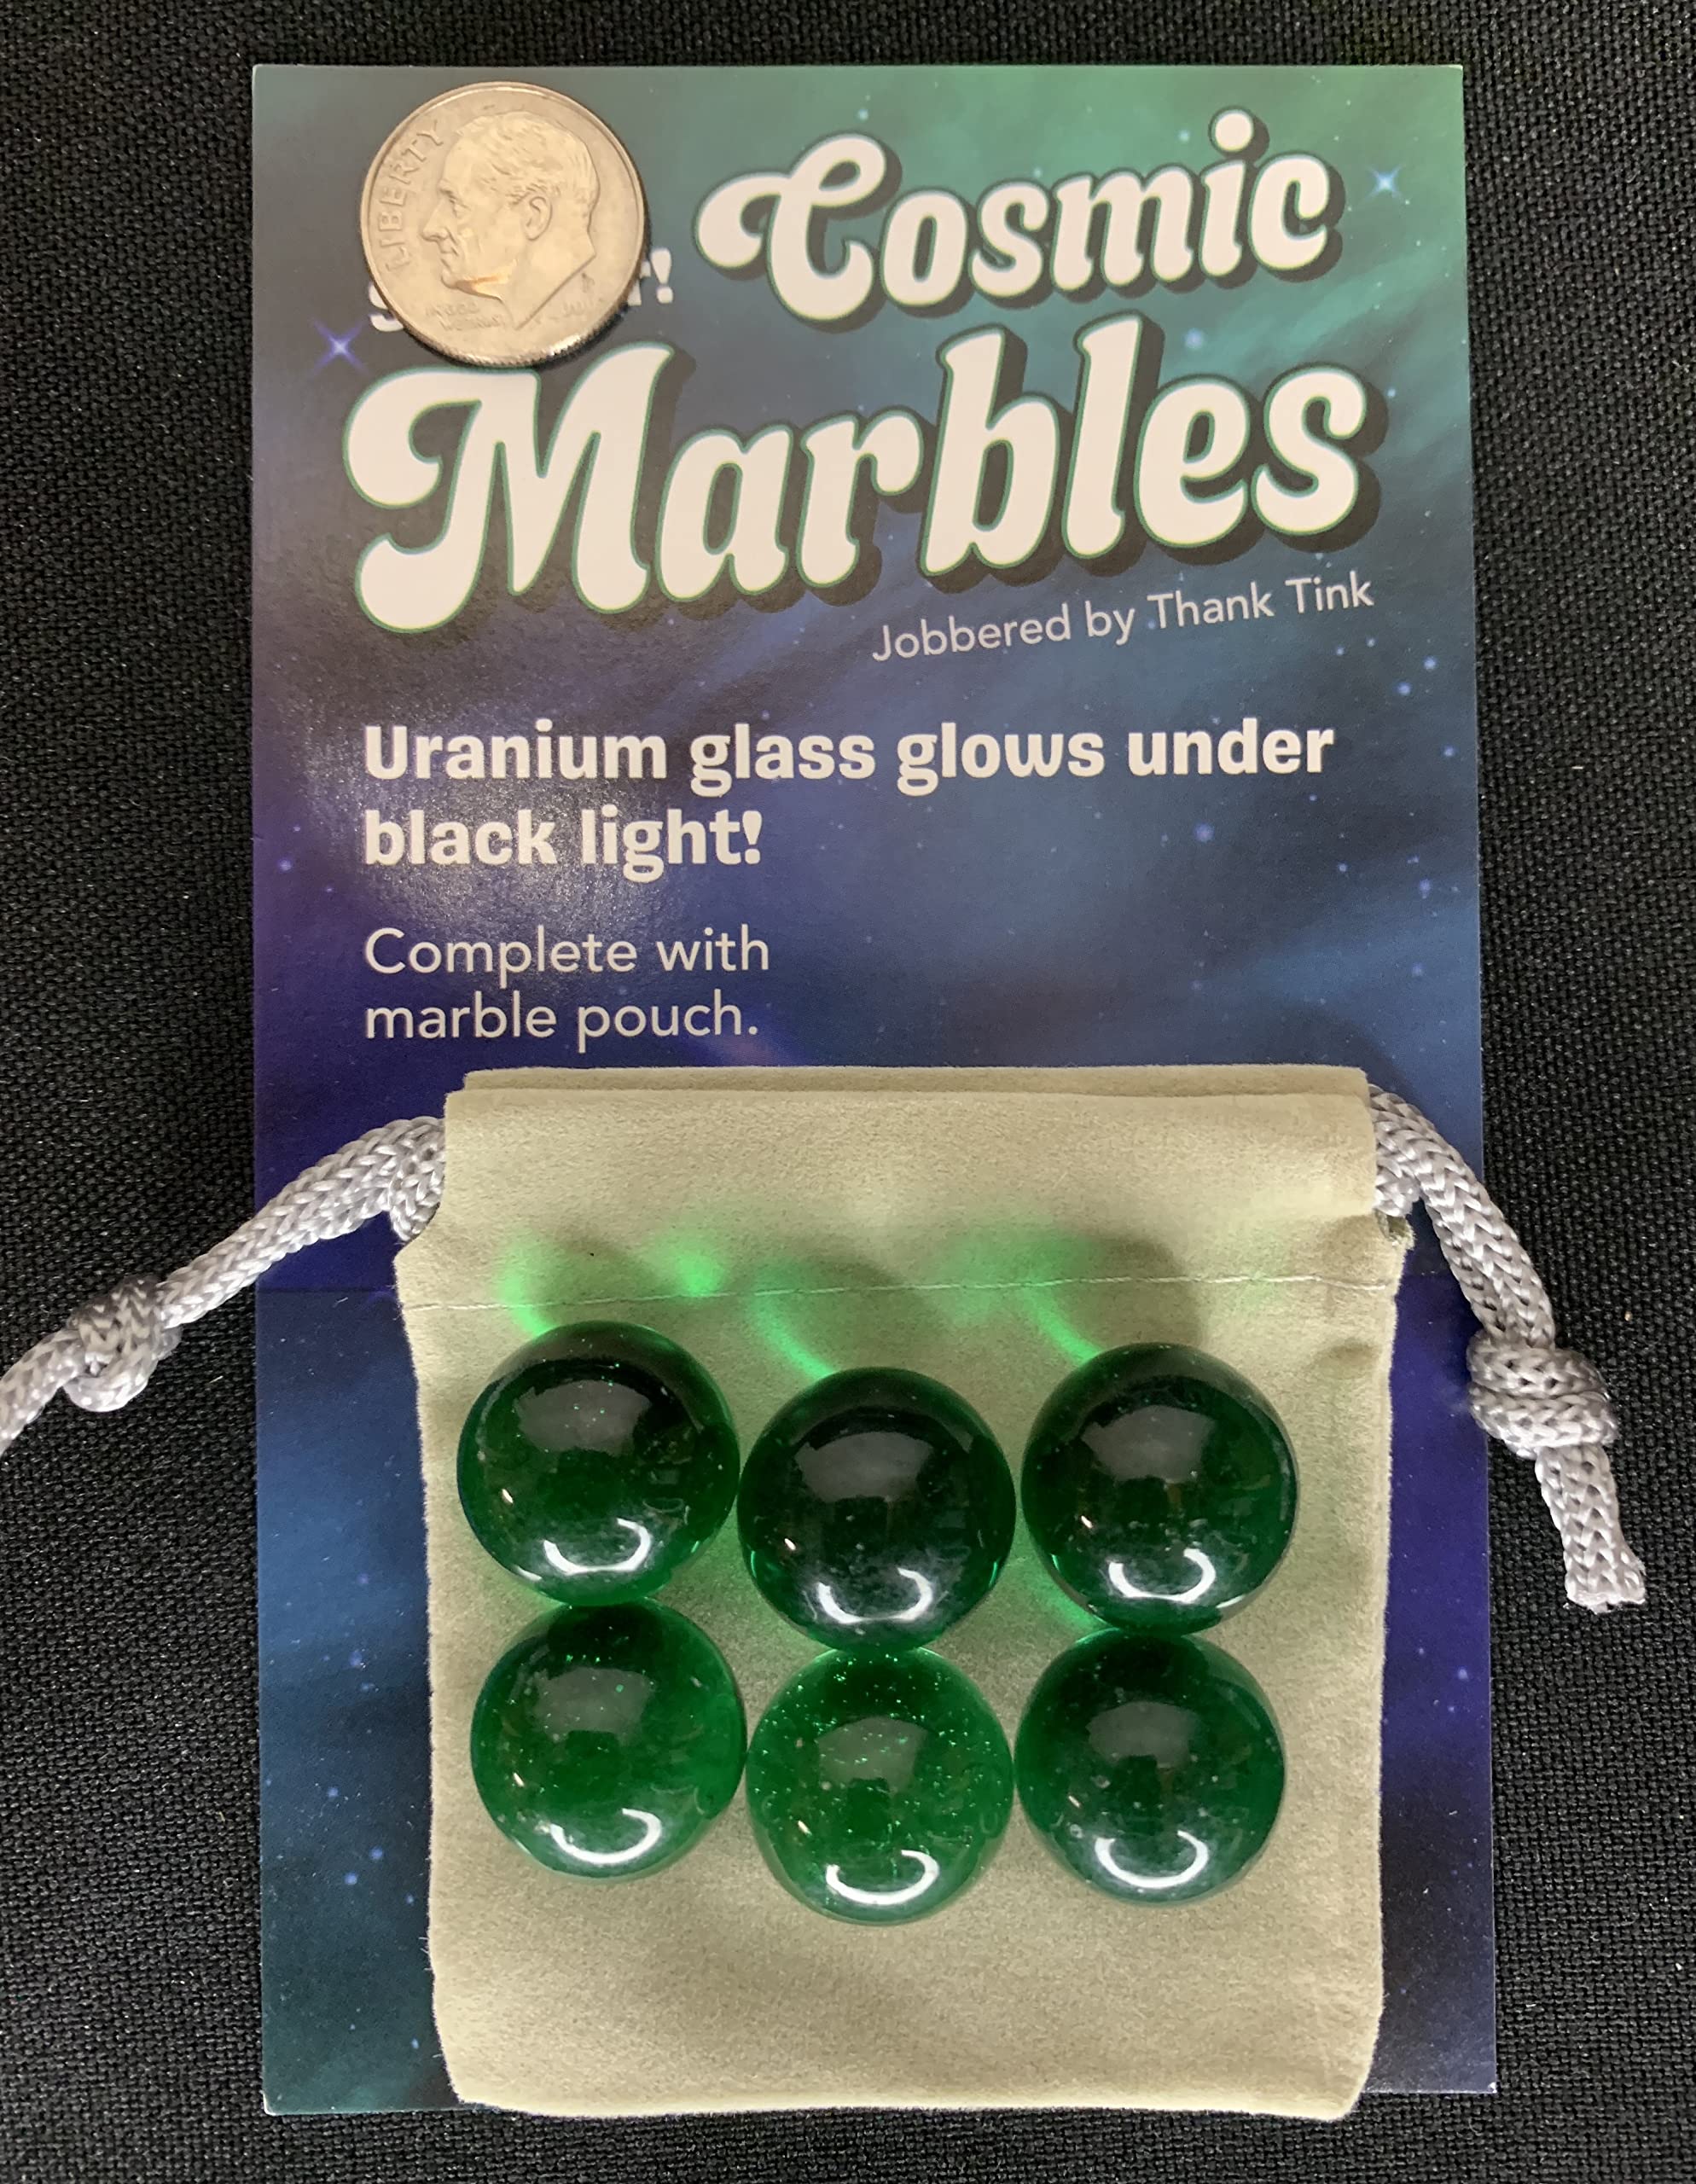 LIBERTY
Cosmic
Marbles
Jobbered by Thank Tink
Uranium glass glows under
black light!
Complete with
marble pouch.